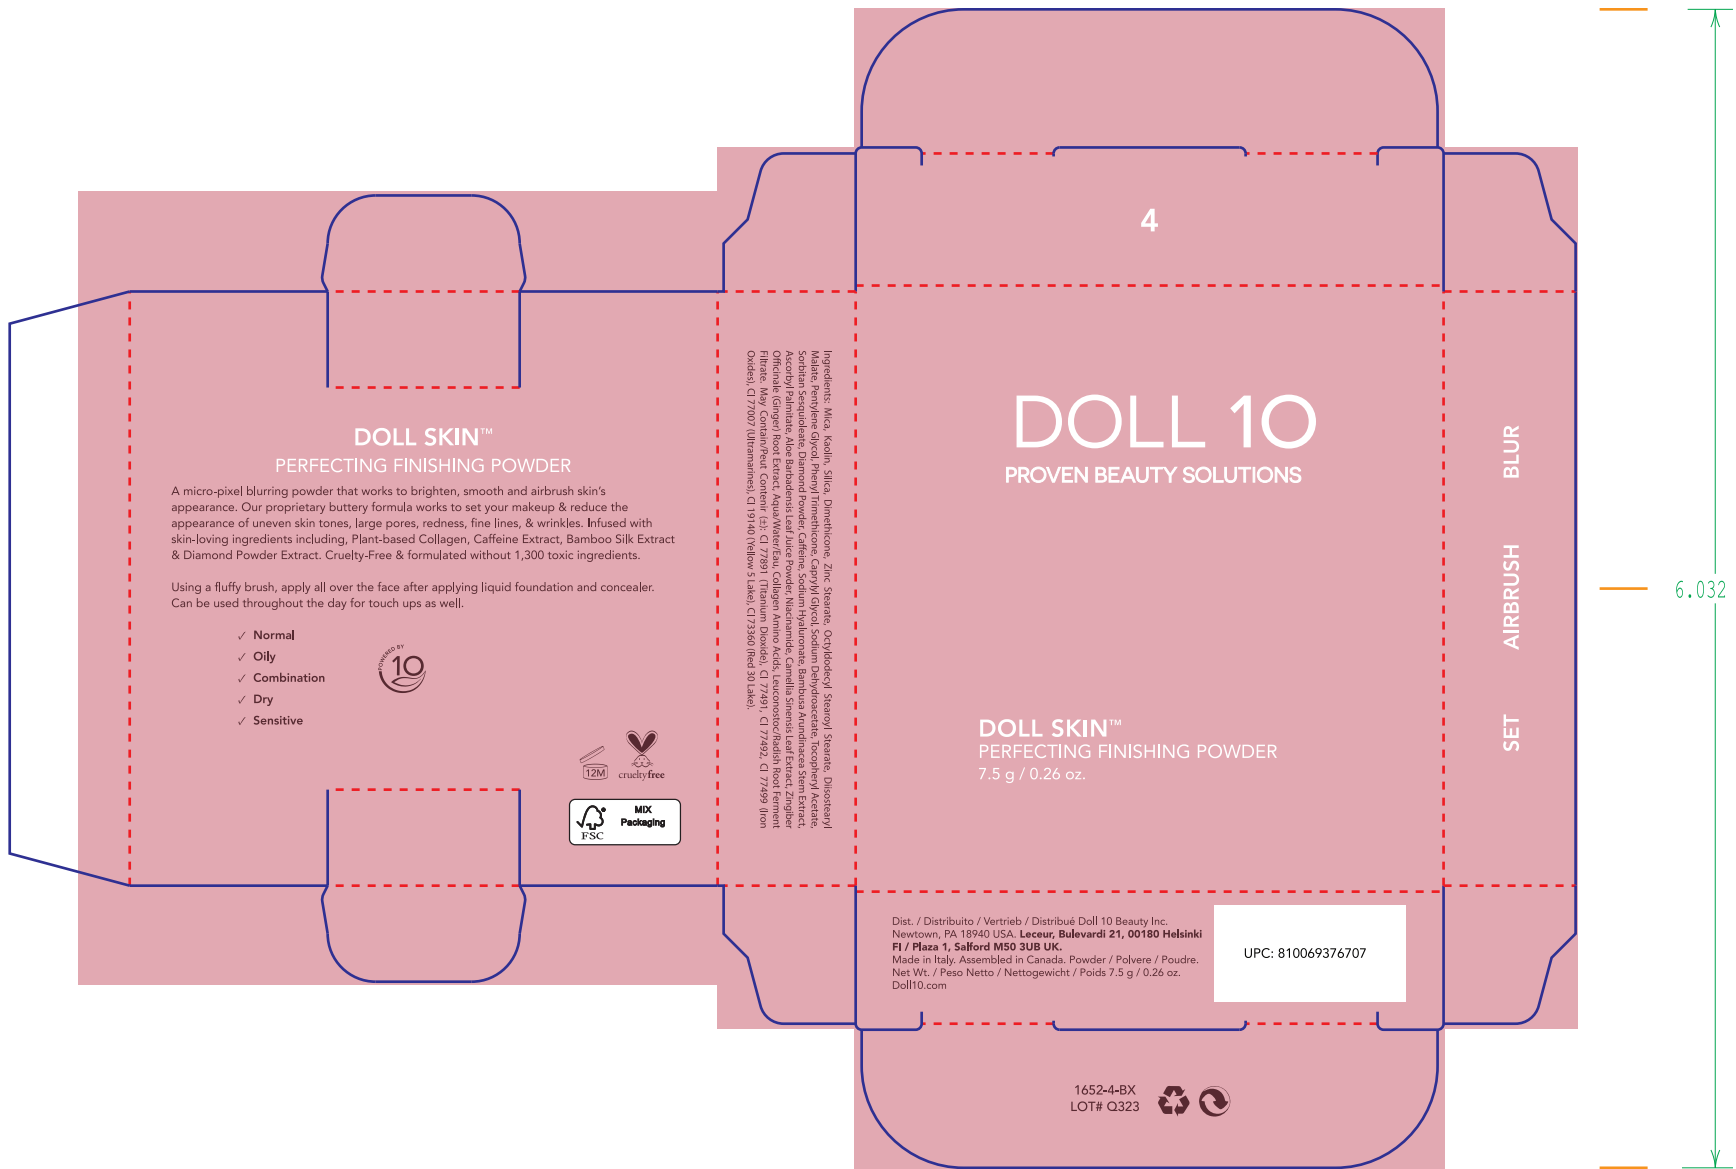 4
DOLL 10
PROVEN BEAUTY SOLUTIONS
DOLL SKIN™
PERFECTING FINISHING POWDER
7.5 g / 0.26 oz.
DOLL SKIN™
PERFECTING FINISHING POWDER
A micro-pixel blurring powder that works to brighten, smooth and airbrush skin's
appearance. Our proprietary buttery formula works to set your makeup & reduce the
appearance of uneven skin tones, large pores, redness, fine lines, & wrinkles. Infused with
skin-loving ingredients including, Plant-based Collagen, Caffeine Extract, Bamboo Silk Extract
& Diamond Powder Extract. Cruelty-Free & formulated without 1,300 toxic ingredients.
Using a fluffy brush, apply all over the face after applying liquid foundation and concealer.
Can be used throughout the day for touch ups as well.
✓ Normal
✓ Oily
✓ Combination
✓ Dry
✓ Sensitive
POWERED BY
10
12M
crueltyfree
FSC
MIX
Packaging
Ingredients: Mica, Kaolin, Silica, Dimethicone, Zinc Stearate, Octyldodecyl Stearoyl Stearate, Diisostearyl
Malate, Pentylene Glycol, Phenyl Trimethicone, Caprylyl Glycol, Sodium Dehydroacetate, Tocopheryl Acetate,
Sorbitan Sesquioleate, Diamond Powder, Caffeine, Sodium Hyaluronate, Bambusa Arundinacea Stem Extract,
Ascorbyl Palmitate, Aloe Barbadensis Leaf Juice Powder, Niacinamide, Camellia Sinensis Leaf Extract, Zingiber
Officinale (Ginger) Root Extract, Aqua/Water/Eau, Collagen Amino Acids, Leuconostoc/Radish Root Ferment
Filtrate. May Contain/Peut Contenir (±): CI 77891 (Titanium Dioxide), CI 77491, CI 77492, CI 77499 (Iron
Oxides), CI 77007 (Ultramarines), CI 19140 (Yellow 5 Lake), CI 73360 (Red 30 Lake).
SET AIRBRUSH BLUR
6.032
Dist. / Distribuito / Vertrieb / Distribué Doll 10 Beauty Inc.
Newtown, PA 18940 USA. Leceur, Bulevardi 21, 00180 Helsinki
FI / Plaza 1, Salford M50 3UB UK.
Made in Italy. Assembled in Canada. Powder / Polvere / Poudre.
Net Wt. / Peso Netto / Nettogewicht / Poids 7.5 g / 0.26 oz.
Doll10.com
UPC: 810069376707
1652-4-BX
LOT# Q323